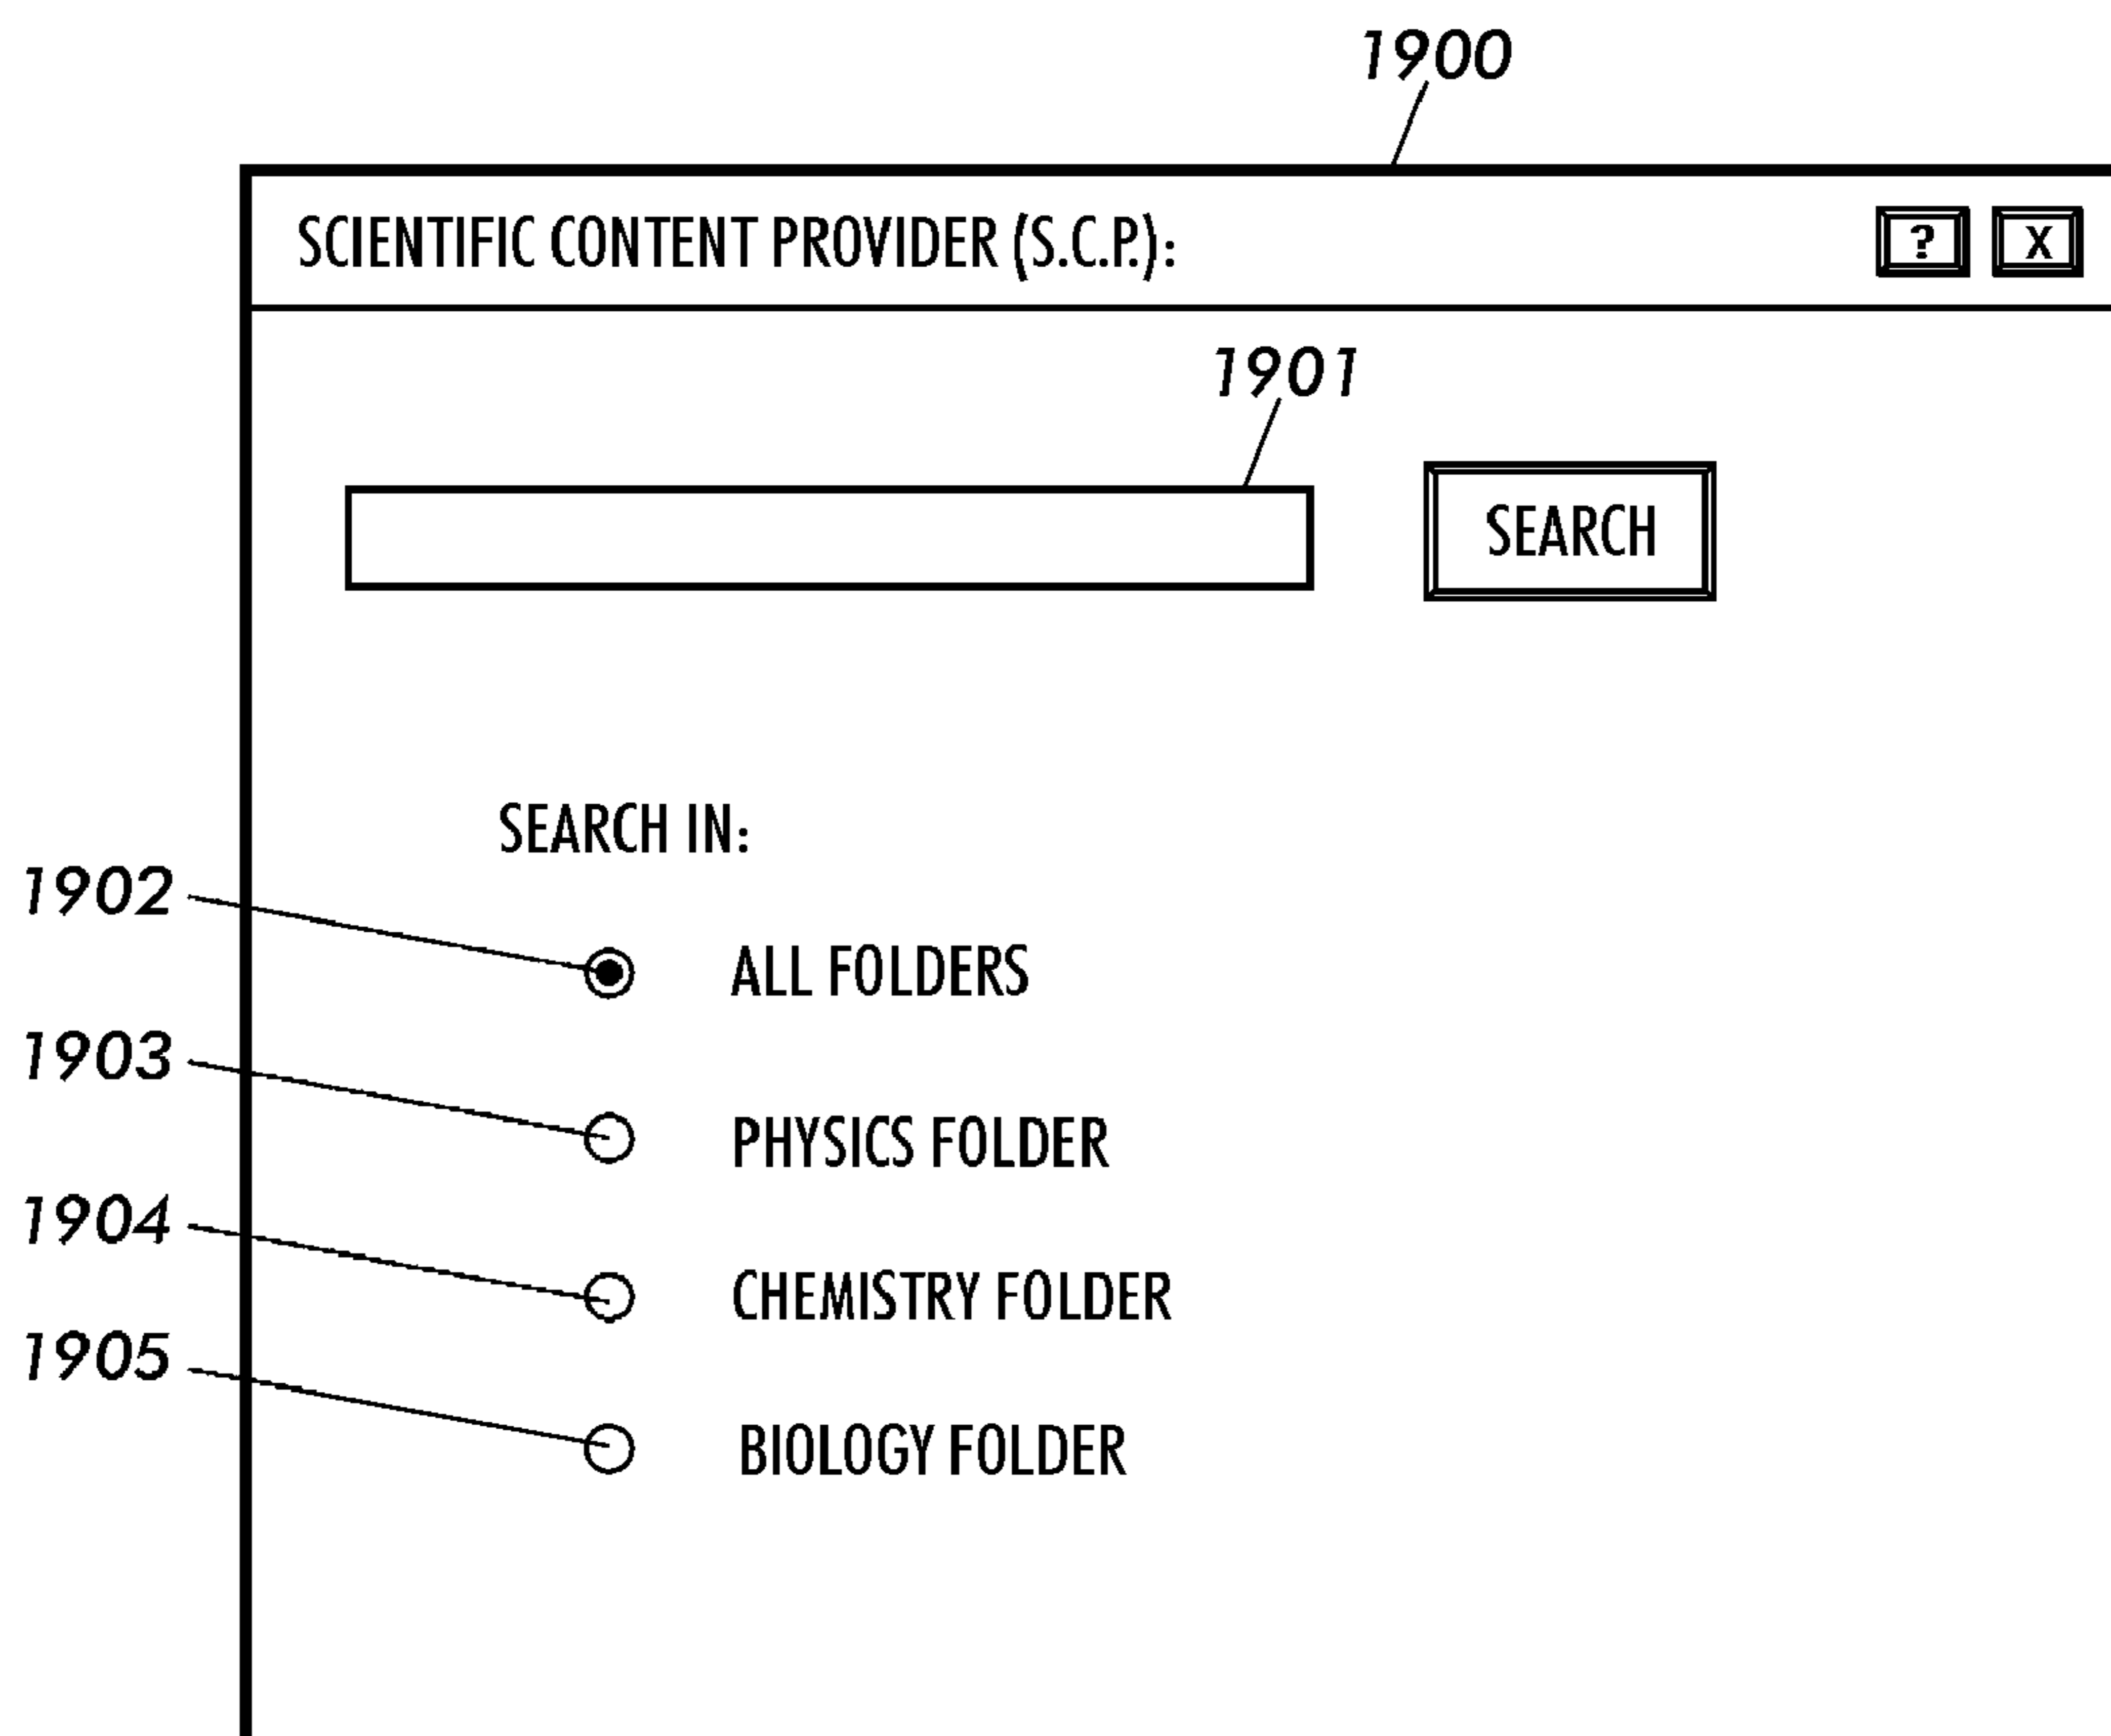 1900
SCIENTIFIC CONTENT PROVIDER (S.C.P.): ? X
1901
SEARCH
SEARCH IN:
1902
ALL FOLDERS
1903
PHYSICS FOLDER
1904
CHEMISTRY FOLDER
1905
BIOLOGY FOLDER